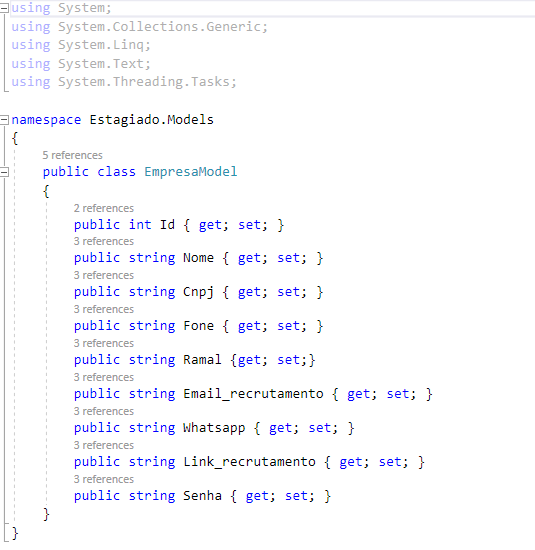 using System;
using System.Collections.Generic;
using System.Linq;
using System.Text;
using System.Threading.Tasks;
namespace Estagiado.Models
{
5 references
public class EmpresaModel
{
2 references
public int Id { get; set; }
3 references
public string Nome { get; set; }
3 references
public string Cnpj { get; set; }
3 references
public string Fone { get; set; }
3 references
public string Ramal {get; set;}
3 references
public string Email_recrutamento { get; set; }
3 references
public string Whatsapp { get; set; }
3 references
public string Link_recrutamento { get; set; }
3 references
public string Senha { get; set; }
}
}